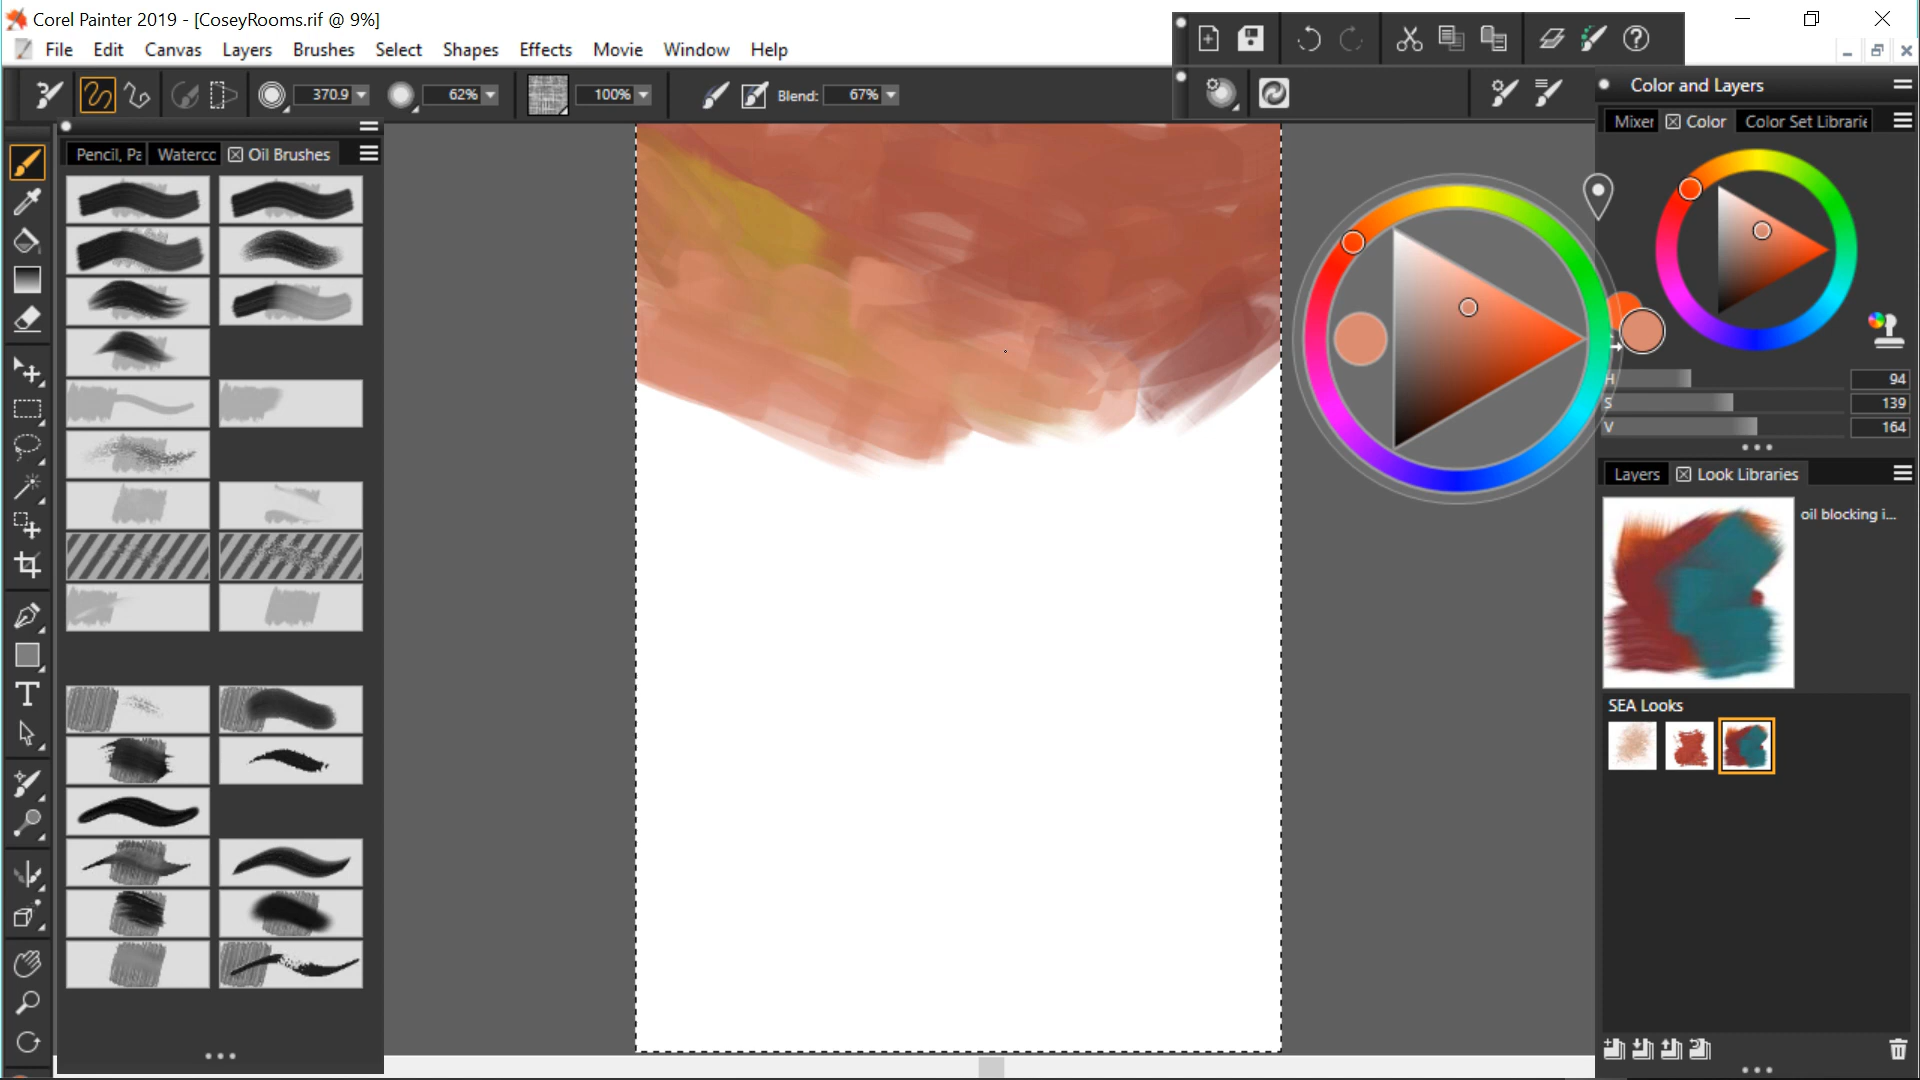 Corel Painter 2019 - [CoseyRooms.rif @ 9%]
File Edit Canvas Layers Brushes Select Shapes Effects Movie Window Help
370.9 62% 100% Blend: 67%
Color and Layers
Mixer Color Color Set Librarie
Pencil, Pa Waterco Oil Brushes
H 94
S 139
V 164
Layers Look Libraries
oil blocking i...
SEA Looks
T